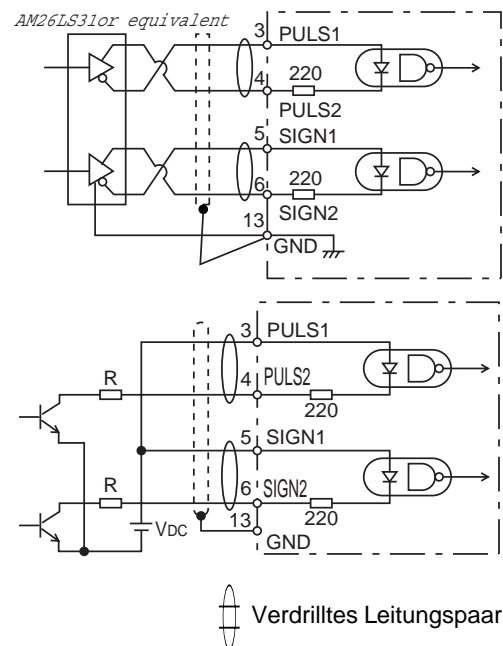 AM26LS31or equivalent
3
PULS1
4
220
PULS2
5
SIGN1
6
220
SIGN2
13
GND
3
PULS1
R
4
PULS2
220
5
SIGN1
R
6
SIGN2
220
VDC
13
GND
Verdrilltes Leitungspaar